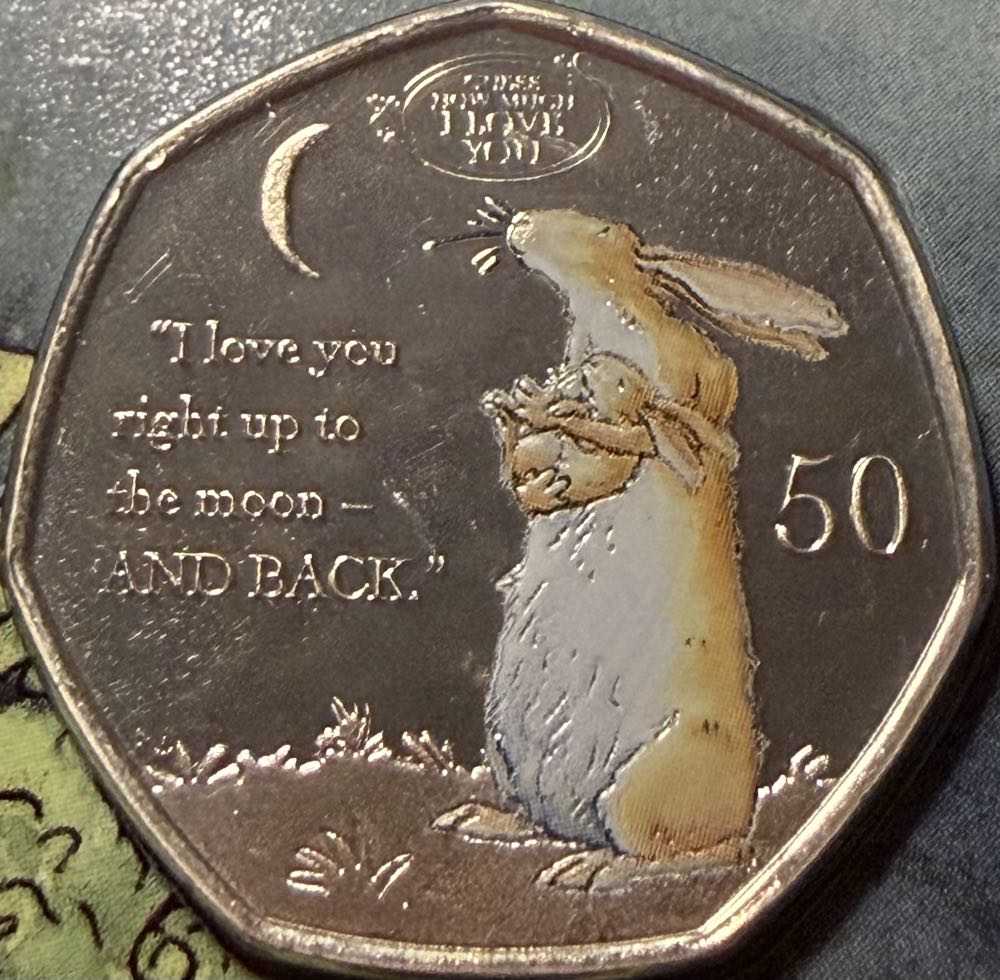 GUESS
HOW MUCH
I LOVE
YOU
“I love you
right up to
the moon –
AND BACK.”
50